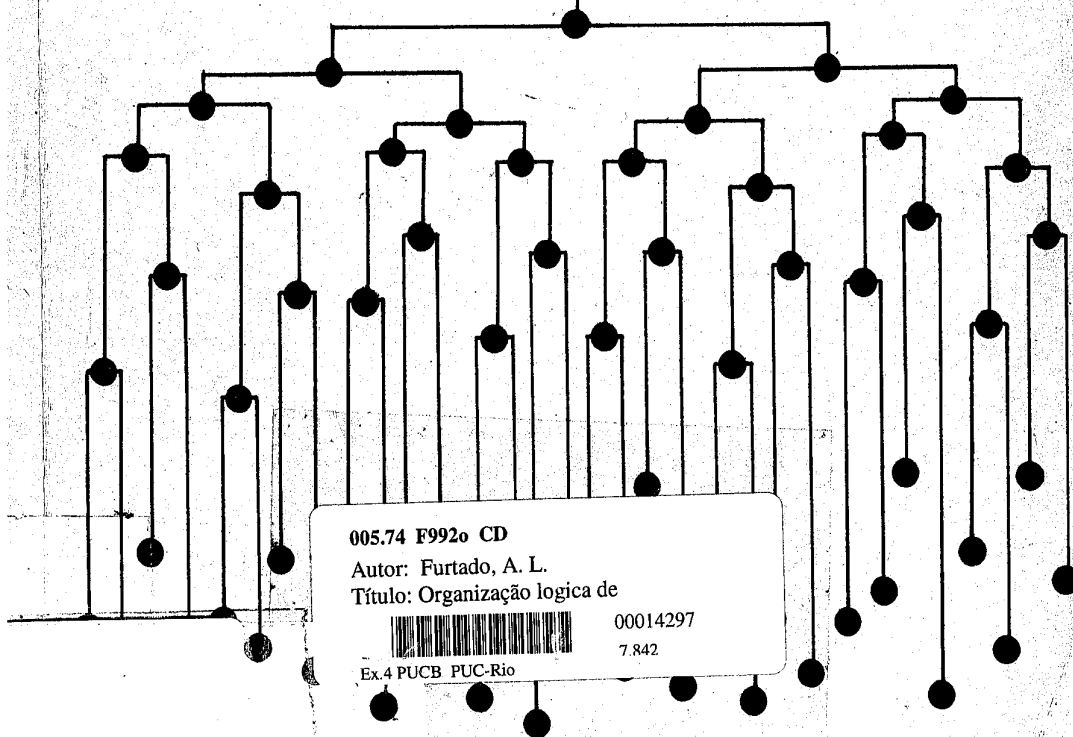 005.74 F992o CD
Autor: Furtado, A. L.
Título: Organização logica de
00014297
7.842
Ex.4 PUCB PUC-Rio